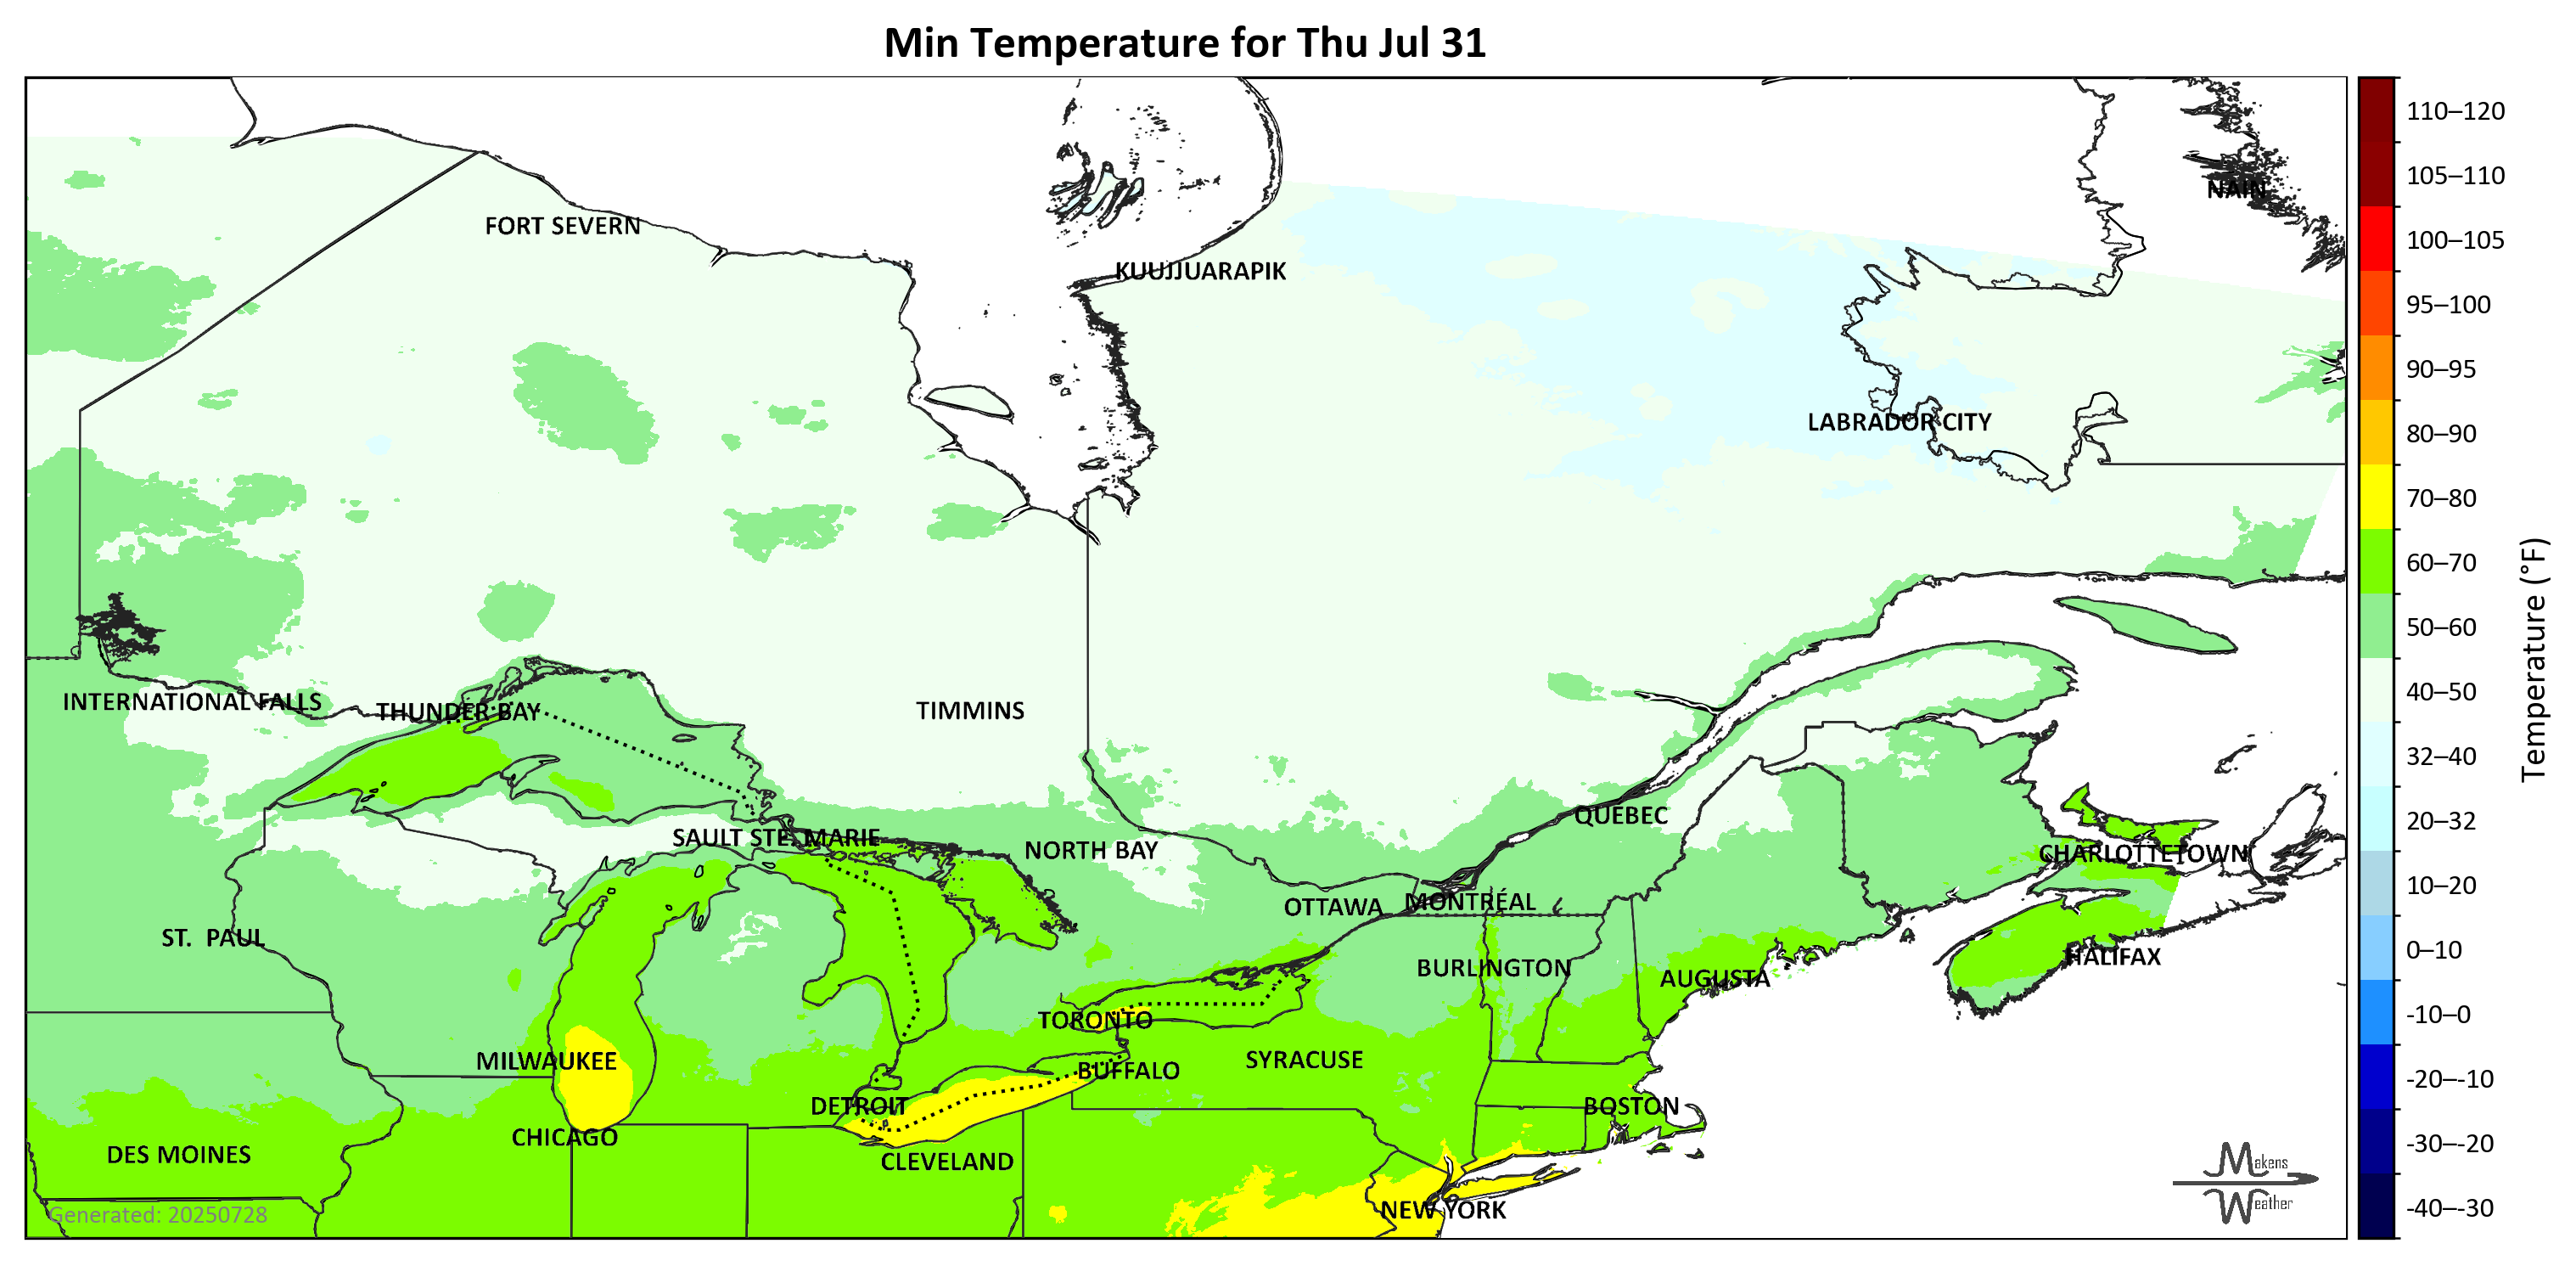 Min Temperature for Thu Jul 31
NAIN
FORT SEVERN
KUUJJUARAPIK
LABRADOR CITY
INTERNATIONAL FALLS
THUNDER BAY
TIMMINS
QUEBEC
SAULT STE. MARIE
NORTH BAY
CHARLOTTETOWN
OTTAWA
MONTRÉAL
ST. PAUL
HALIFAX
BURLINGTON
AUGUSTA
TORONTO
MILWAUKEE
SYRACUSE
BUFFALO
DETROIT
BOSTON
CHICAGO
DES MOINES
CLEVELAND
NEW YORK
Generated: 20250728
Makens
Weather
110–120
105–110
100–105
95–100
90–95
80–90
70–80
60–70
50–60
40–50
32–40
20–32
10–20
0–10
-10–0
-20–-10
-30–-20
-40–-30
Temperature (°F)